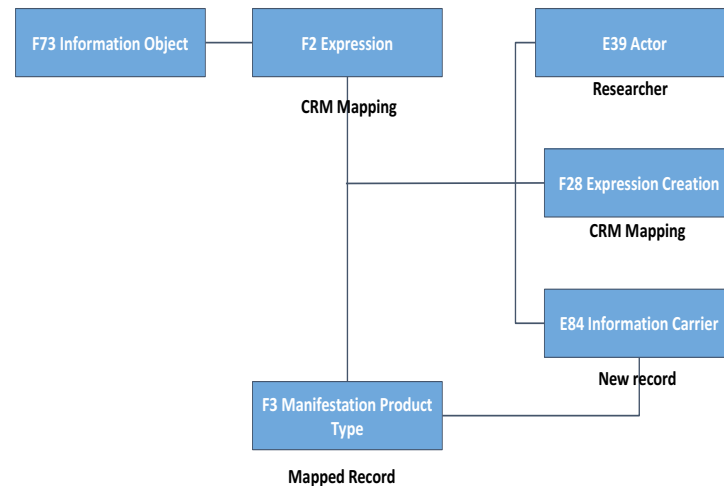 F73 Information Object
F2 Expression
E39 Actor
CRM Mapping
Researcher
F28 Expression Creation
CRM Mapping
E84 Information Carrier
New record
F3 Manifestation Product
Type
Mapped Record